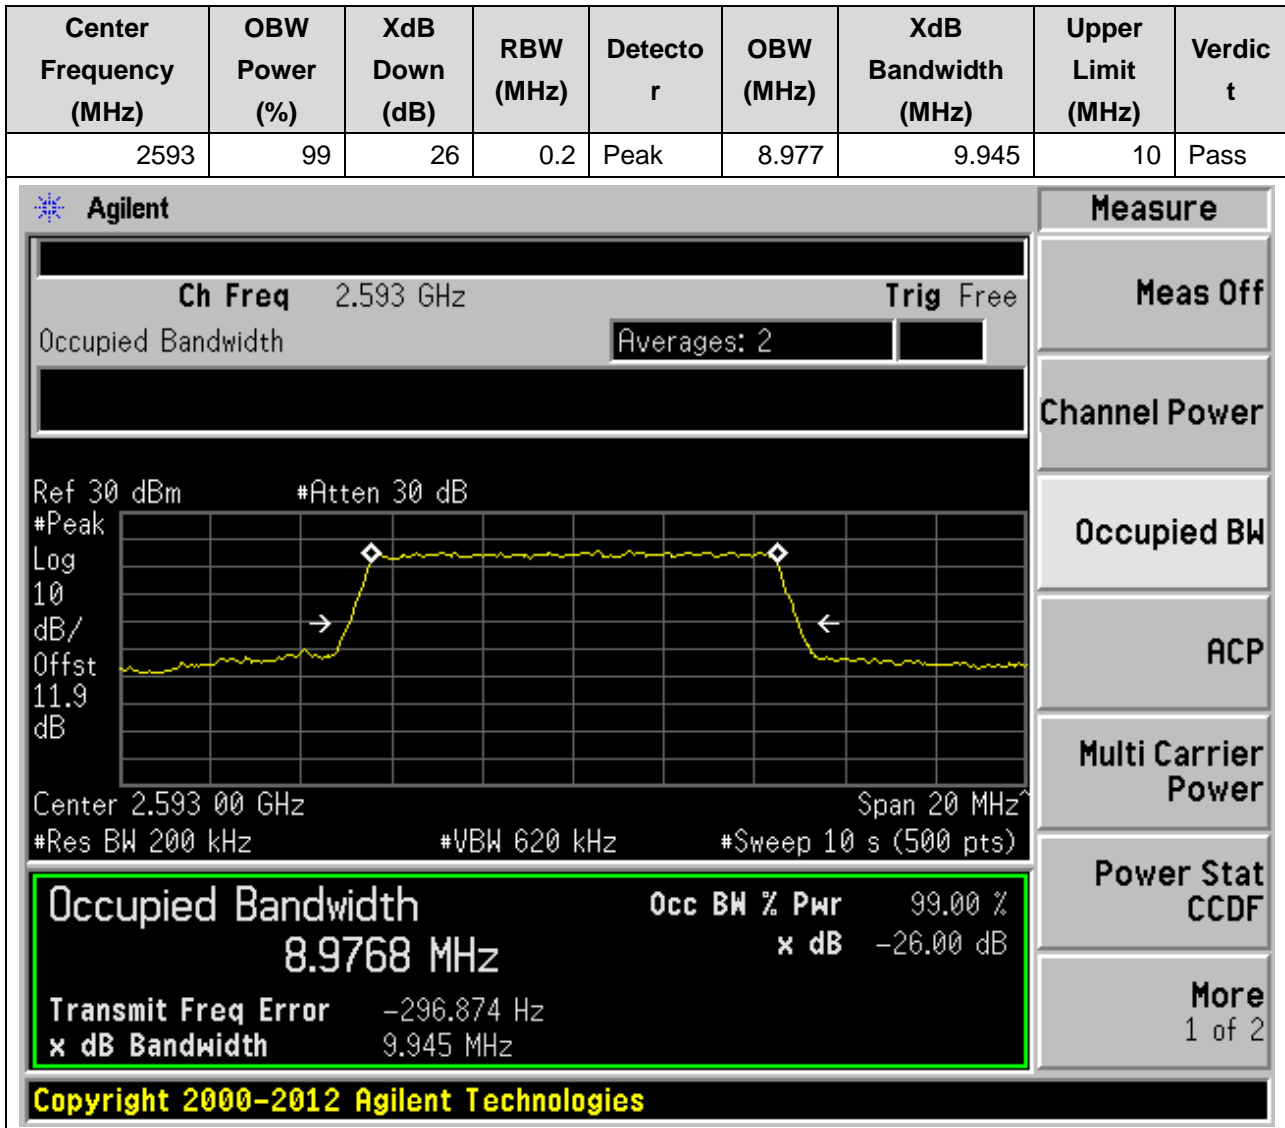 Center Frequency (MHz) OBW Power (%) XdB Down (dB) RBW (MHz) Detecto r OBW (MHz) XdB Bandwidth (MHz) Upper Limit (MHz) Verdic t
2593 99 26 0.2 Peak 8.977 9.945 10 Pass
Agilent
Measure
Ch Freq 2.593 GHz Trig Free
Occupied Bandwidth Averages: 2
Ref 30 dBm #Atten 30 dB
#Peak
Log
10
dB/
Offst
11.9
dB
Center 2.593 00 GHz Span 20 MHz^
#Res BW 200 kHz #VBW 620 kHz #Sweep 10 s (500 pts)
Occupied Bandwidth Occ BW % Pwr 99.00 %
8.9768 MHz x dB -26.00 dB
Transmit Freq Error -296.874 Hz
x dB Bandwidth 9.945 MHz
Meas Off
Channel Power
Occupied BW
ACP
Multi Carrier
Power
Power Stat
CCDF
More
1 of 2
Copyright 2000-2012 Agilent Technologies